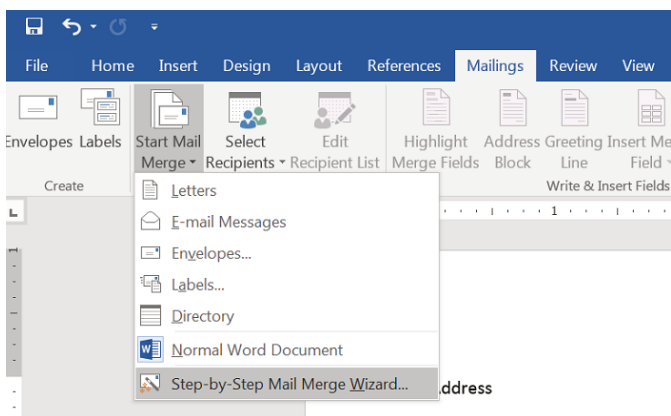 File Home Insert Design Layout References Mailings Review View
Envelopes Labels Start Mail Select Edit Highlight Address Greeting Insert Me
Merge Recipients Recipient List Merge Fields Block Line Field
Create Write & Insert Fields
L 1
Letters
E-mail Messages
Envelopes...
Labels...
Directory
W Normal Word Document
Step-by-Step Mail Merge Wizard... Address